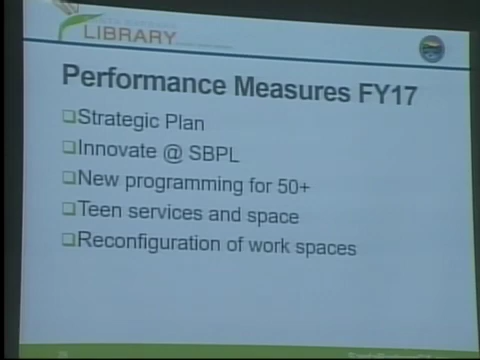 LIBRARY
Performance Measures FY17
❑Strategic Plan
❑Innovate @ SBPL
❑New programming for 50+
❑Teen services and space
❑Reconfiguration of work spaces